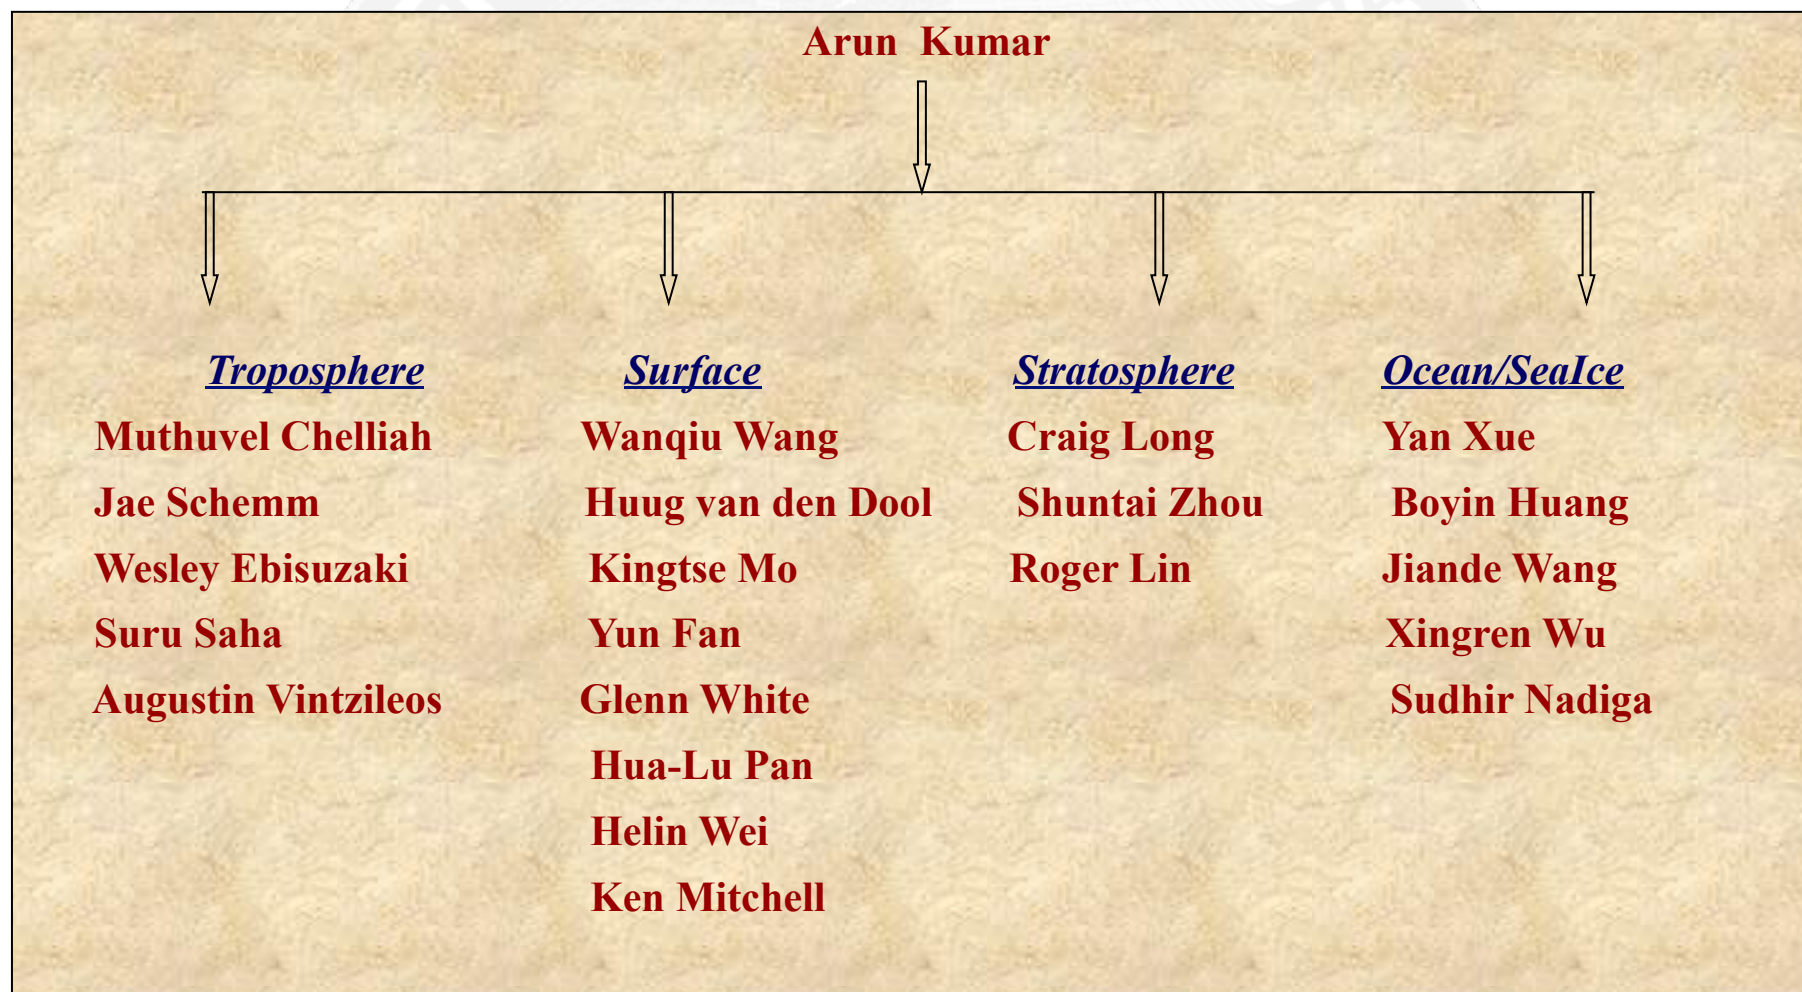 Arun Kumar
Troposphere
Muthuvel Chelliah
Jae Schemm
Wesley Ebisuzaki
Suru Saha
Augustin Vintzileos
Surface
Wanqiu Wang
Huug van den Dool
Kingtse Mo
Yun Fan
Glenn White
Hua-Lu Pan
Helin Wei
Ken Mitchell
Stratosphere
Craig Long
Shuntai Zhou
Roger Lin
Ocean/SeaIce
Yan Xue
Boyin Huang
Jiande Wang
Xingren Wu
Sudhir Nadiga